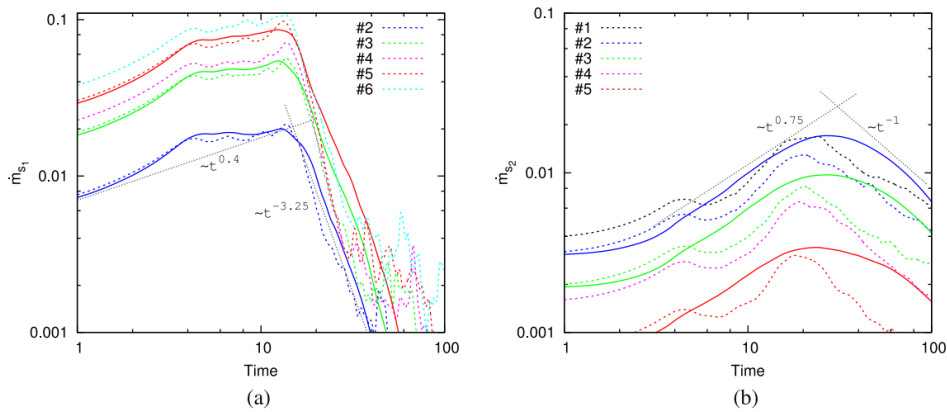 0.1
0.01
0.001
ṁs₁
#2
#3
#4
#5
#6
~t^0.4
~t^-3.25
1
10
100
Time
(a)
0.1
0.01
0.001
ṁs₂
#1
#2
#3
#4
#5
~t^0.75
~t^-1
1
10
100
Time
(b)